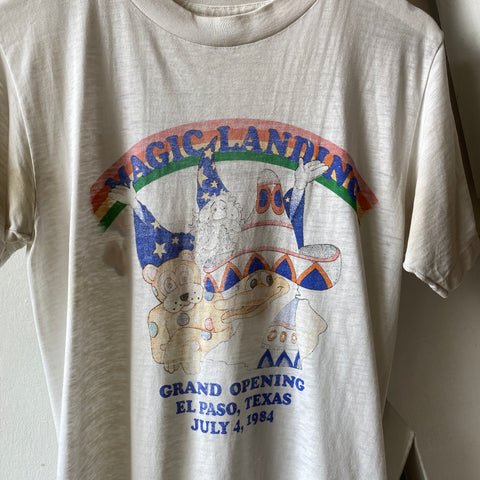 MAGIC LANDING
GRAND OPENING
EL PASO, TEXAS
JULY 4, 1984